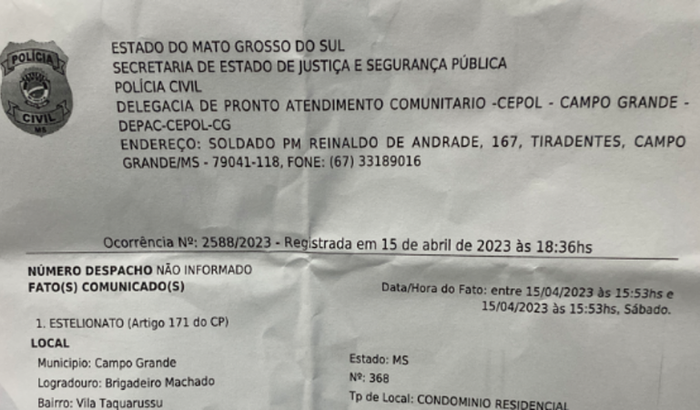 POLÍCIA
CIVIL
MS
ESTADO DO MATO GROSSO DO SUL
SECRETARIA DE ESTADO DE JUSTIÇA E SEGURANÇA PÚBLICA
POLÍCIA CIVIL
DELEGACIA DE PRONTO ATENDIMENTO COMUNITARIO -CEPOL - CAMPO GRANDE -
DEPAC-CEPOL-CG
ENDEREÇO: SOLDADO PM REINALDO DE ANDRADE, 167, TIRADENTES, CAMPO
GRANDE/MS - 79041-118, FONE: (67) 33189016
Ocorrência Nº: 2588/2023 - Registrada em 15 de abril de 2023 às 18:36hs
NÚMERO DESPACHO NÃO INFORMADO
FATO(S) COMUNICADO(S)
Data/Hora do Fato: entre 15/04/2023 às 15:53hs e
15/04/2023 às 15:53hs, Sábado.
1. ESTELIONATO (Artigo 171 do CP)
LOCAL
Municipio: Campo Grande
Estado: MS
Logradouro: Brigadeiro Machado
Nº: 368
Bairro: Vila Taquarussu
Tp de Local: CONDOMINIO RESIDENCIAL